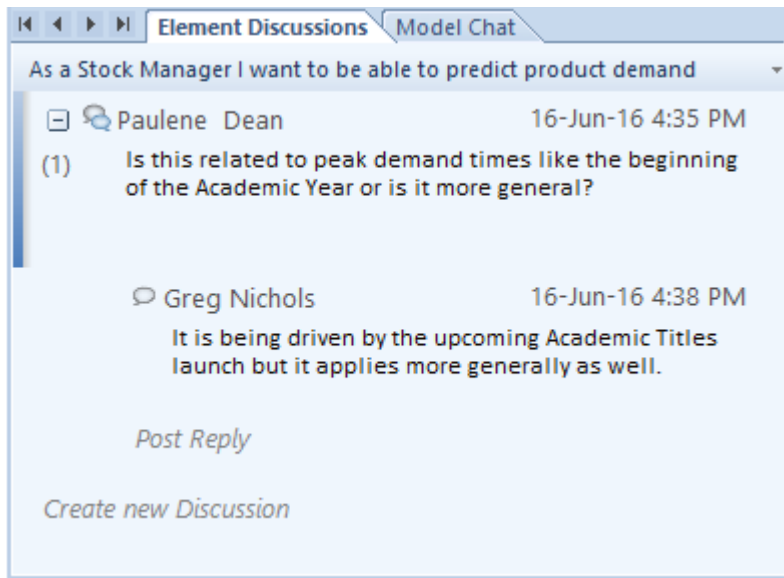 Element Discussions Model Chat
As a Stock Manager I want to be able to predict product demand
Paulene Dean 16-Jun-16 4:35 PM
(1) Is this related to peak demand times like the beginning
of the Academic Year or is it more general?
Greg Nichols 16-Jun-16 4:38 PM
It is being driven by the upcoming Academic Titles
launch but it applies more generally as well.
Post Reply
Create new Discussion